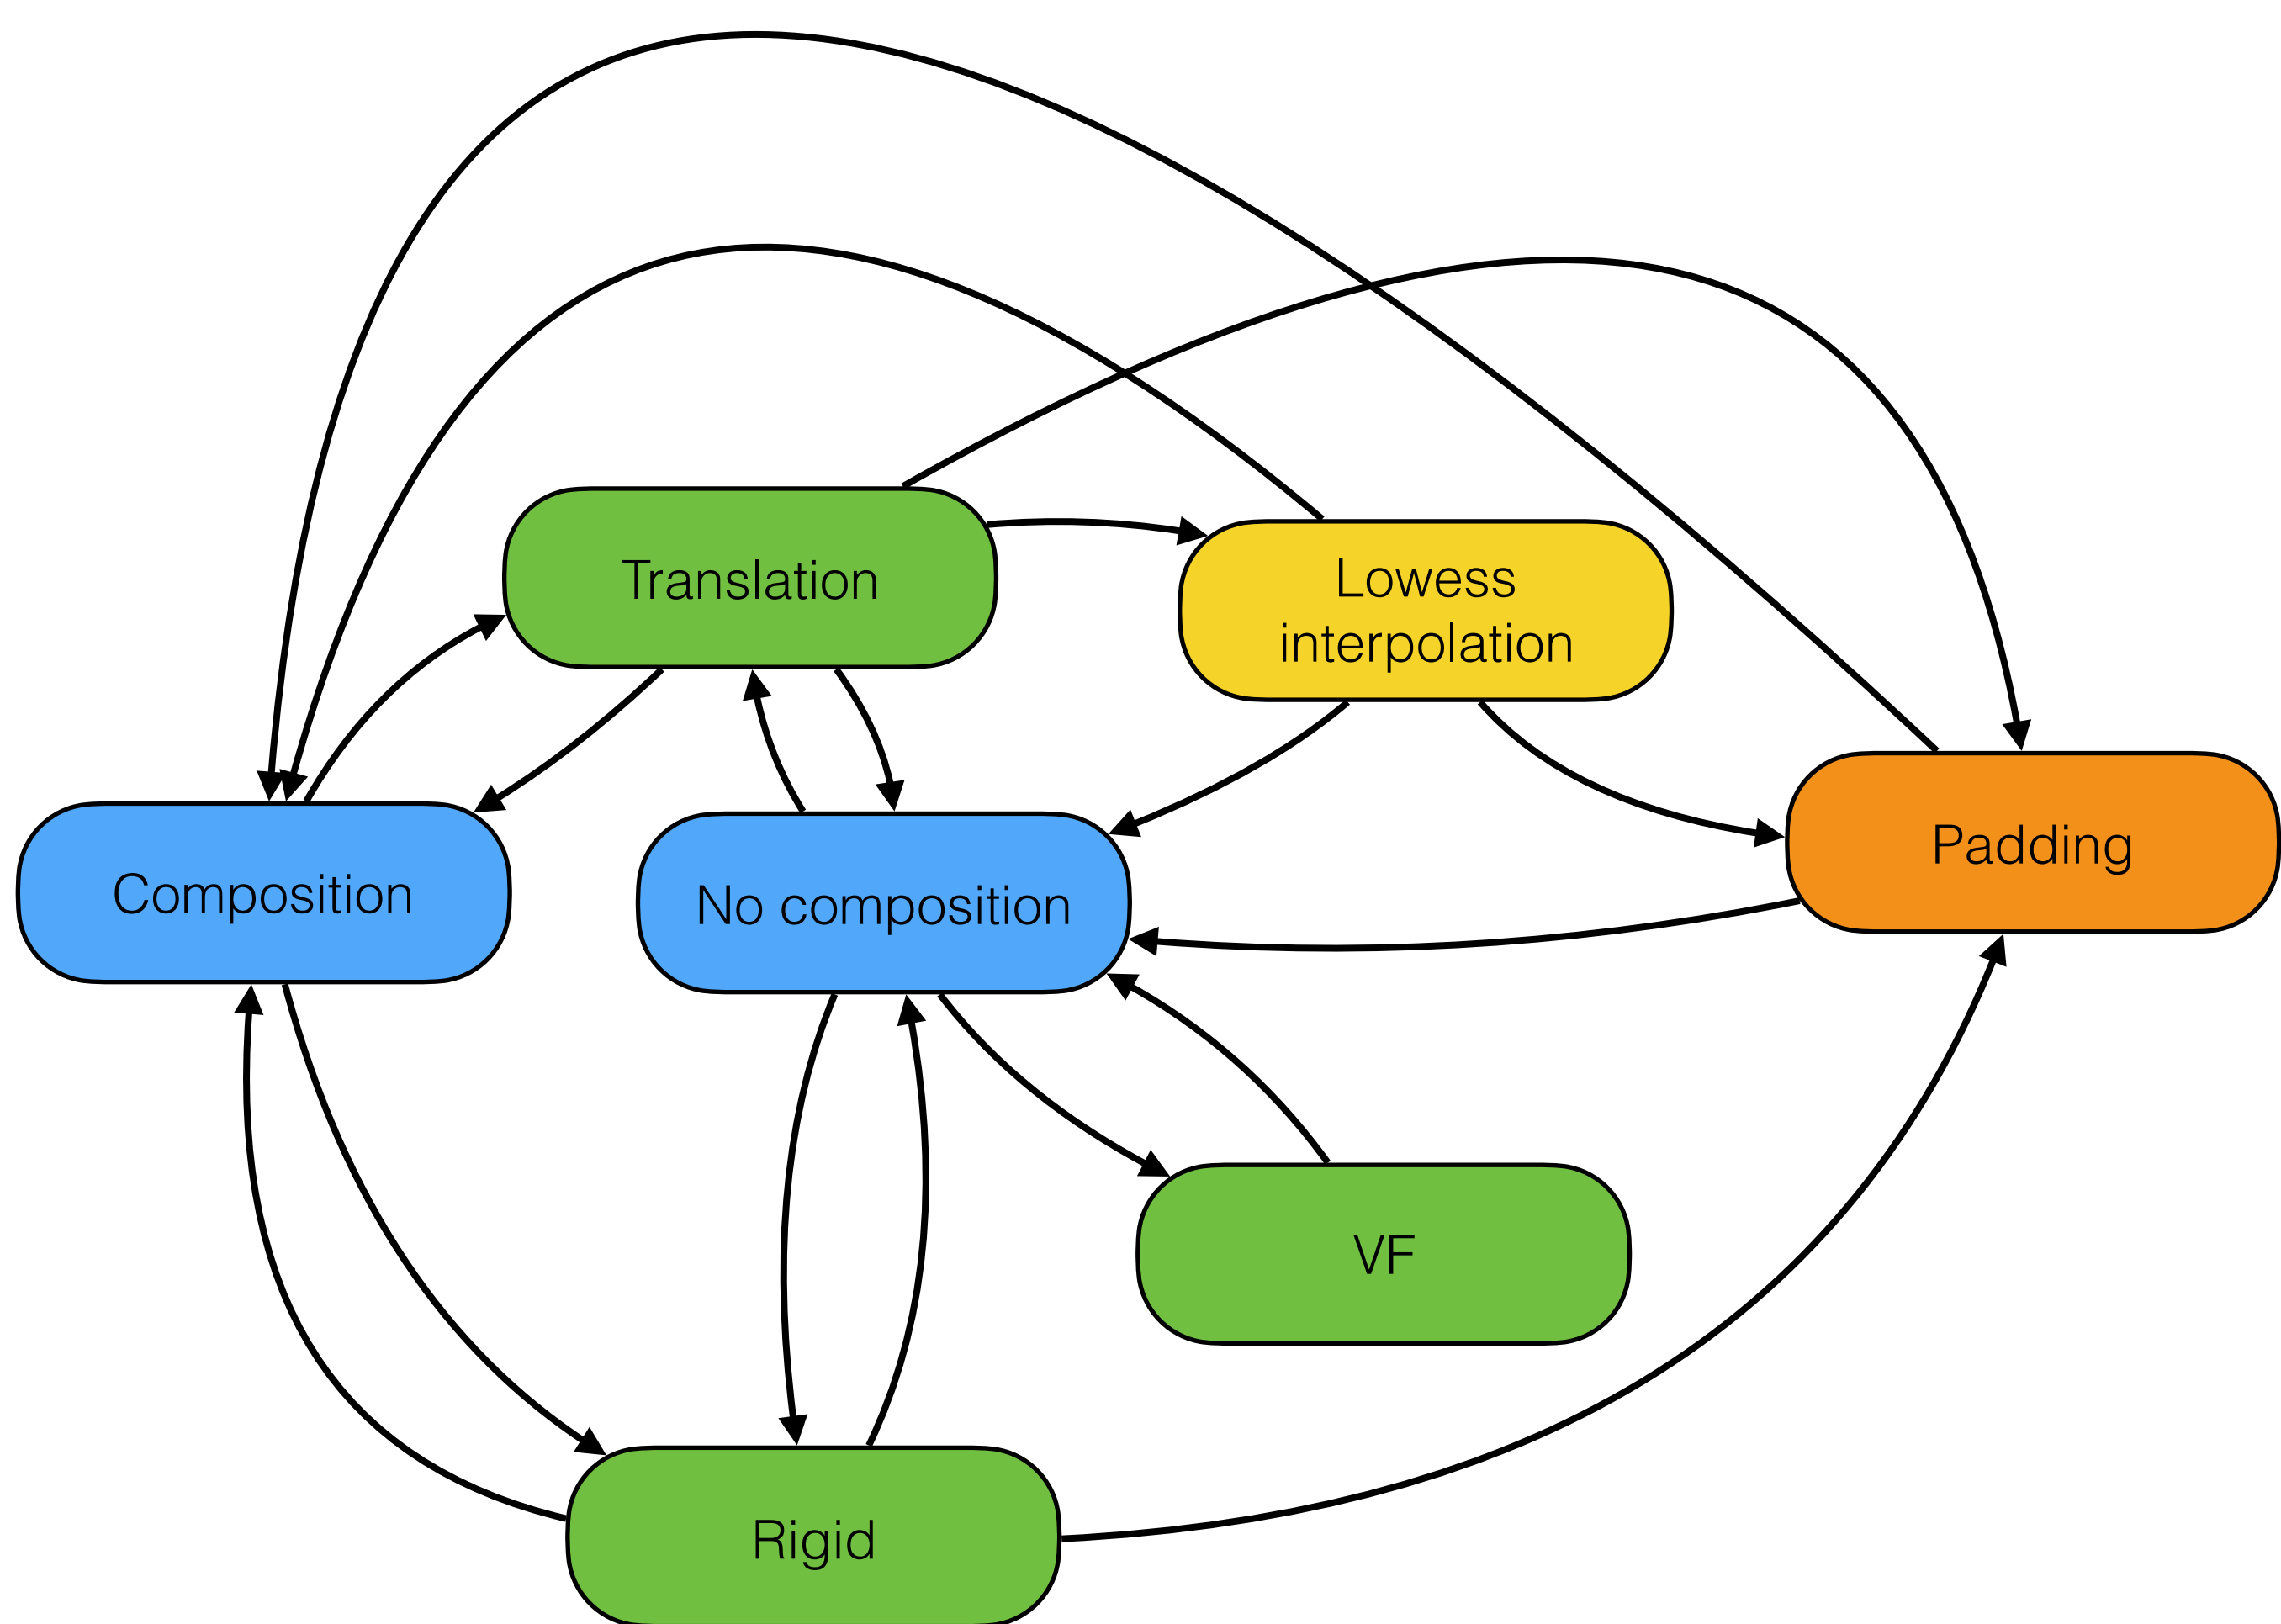 Translation
Lowess
interpolation
Padding
Composition
No composition
VF
Rigid